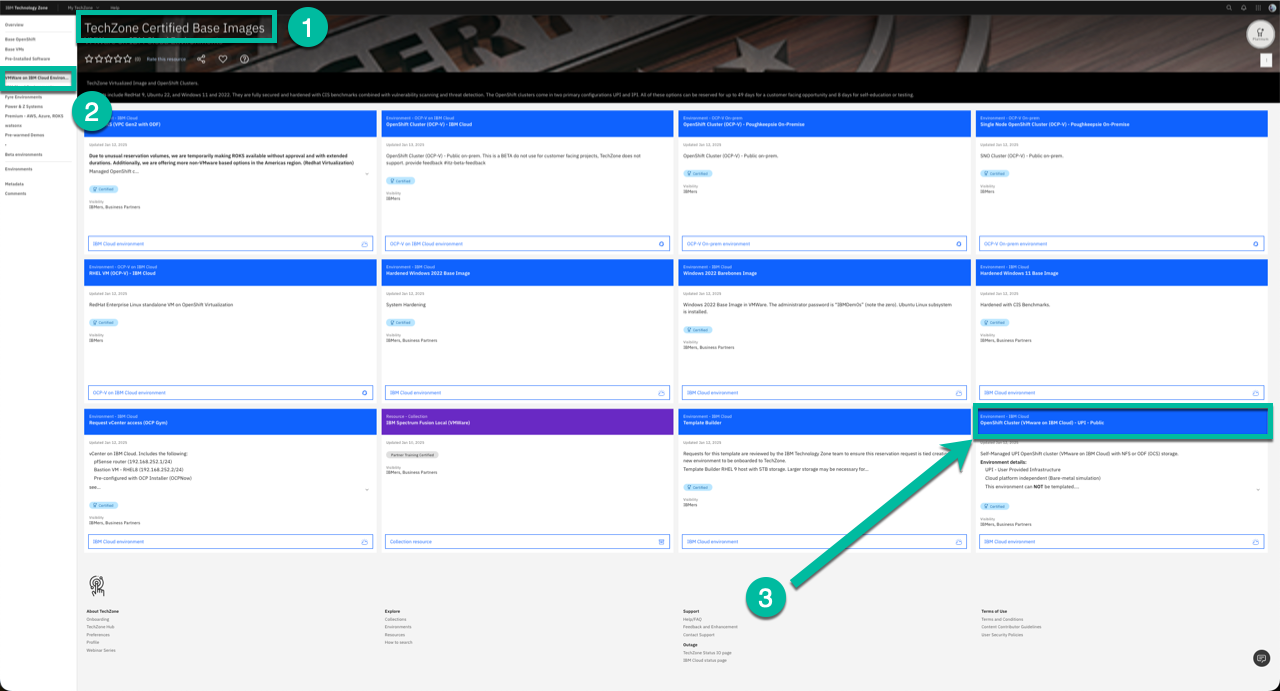 IBM Technology Zone
My TechZone
Help
TechZone Certified Base Images
1
(0)
Rate this resource
Overview
Base OpenShift
Base VMs
Pre-Installed Software
VMWare on IBM Cloud Environ...
2
Fyre Environments
Power & Z Systems
Premium - AWS, Azure, ROKS
watsonx
Pre-warmed Demos
Beta environments
Environments
Metadata
Comments
TechZone Virtualized Image and OpenShift Clusters
include RedHat 9, Ubuntu 22, and Windows 11 and 2022. They are fully secured and hardened with CIS benchmarks combined with vulnerability scanning and threat detection. The OpenShift clusters come in two primary configurations UPI and IPI. All of these options can be reserved for up to 49 days for a customer facing opportunity and 8 days for self-education or testing.
- IBM Cloud
(VPC Gen2 with ODF)
Updated Jan 12, 2025
Due to unusual reservation volumes, we are temporarily making ROKS available without approval and with extended
durations. Additionally, we are offering more non-VMware based options in the Americas region. (Redhat Virtualization)
Managed OpenShift c...
Certified
Visibility
IBMers, Business Partners
IBM Cloud environment
Environment - OCP-V on IBM Cloud
OpenShift Cluster (OCP-V) - IBM Cloud
Updated Jan 12, 2025
OpenShift Cluster (OCP-V) - Public on-prem. This is a BETA do not use for customer facing projects, TechZone does not
support provide feedback #itz-beta-feedback
Certified
Visibility
IBMers
OCP-V on IBM Cloud environment
Environment - OCP-V On-prem
OpenShift Cluster (OCP-V) - Poughkeepsie On-Premise
Updated Jan 12, 2025
OpenShift Cluster (OCP-V) - Public on-prem.
Certified
Visibility
IBMers
OCP-V On-prem environment
Environment - OCP-V On-prem
Single Node OpenShift Cluster (OCP-V) - Poughkeepsie On-Premise
Updated Jan 12, 2025
SNO Cluster (OCP-V) - Public on-prem.
Certified
Visibility
IBMers
OCP-V On-prem environment
Environment - OCP-V on IBM Cloud
RHEL VM (OCP-V) - IBM Cloud
Updated Jan 12, 2025
RedHat Enterprise Linux standalone VM on OpenShift Virtualization
Certified
Visibility
IBMers
OCP-V on IBM Cloud environment
Environment - IBM Cloud
Hardened Windows 2022 Base Image
Updated Jan 12, 2025
System Hardening
Certified
Visibility
IBMers, Business Partners
IBM Cloud environment
Environment - IBM Cloud
Windows 2022 Barebones Image
Updated Jan 12, 2025
Windows 2022 Base Image in VMWare. The administrator password is "IBMDem0s" (note the zero). Ubuntu Linux subsystem
is installed.
Certified
Visibility
IBMers, Business Partners
IBM Cloud environment
Environment - IBM Cloud
Hardened Windows 11 Base Image
Updated Jan 12, 2025
Hardened with CIS Benchmarks.
Certified
Visibility
IBMers, Business Partners
IBM Cloud environment
Environment - IBM Cloud
Request vCenter access (OCP Gym)
Updated Jan 12, 2025
vCenter on IBM Cloud. Includes the following:
pfSense router (192.168.252.1/24)
Bastion VM - RHEL8 (192.168.252.2/24)
Pre-configured with OCP Installer (OCPNow)
see...
Certified
Visibility
IBMers, Business Partners
IBM Cloud environment
Resource - Collection
IBM Spectrum Fusion Local (VMWare)
Updated Jan 12, 2025
Partner Training Certified
Visibility
IBMers, Business Partners
Collection resource
Environment - IBM Cloud
Template Builder
Updated Jan 12, 2025
Requests for this template are reviewed by the IBM Technology Zone team to ensure this reservation request is tied
new environment to be onboarded to TechZone.
Template Builder RHEL 9 host with 5TB storage. Larger storage may be necessary for...
Certified
Visibility
IBMers
IBM Cloud environment
Environment - IBM Cloud
OpenShift Cluster (VMware on IBM Cloud) - UPI - Public
Updated Jan 12, 2025
Self-Managed UPI OpenShift cluster (VMware on IBM Cloud) with NFS or ODF (OCS) storage.
Environment details:
UPI - User Provided Infrastructure
Cloud platform independent (Bare-metal simulation)
This environment can NOT be templated....
Certified
Visibility
IBMers, Business Partners
IBM Cloud environment
3
About TechZone
Onboarding
TechZone Hub
Preferences
Profile
Webinar Series
Explore
Collections
Environments
Resources
How to search
Support
Help/FAQ
Feedback and Enhancement
Contact Support
Outage
TechZone Status IO page
IBM Cloud status page
Terms of Use
Terms and Conditions
Content Contributor Guidelines
User Security Policies